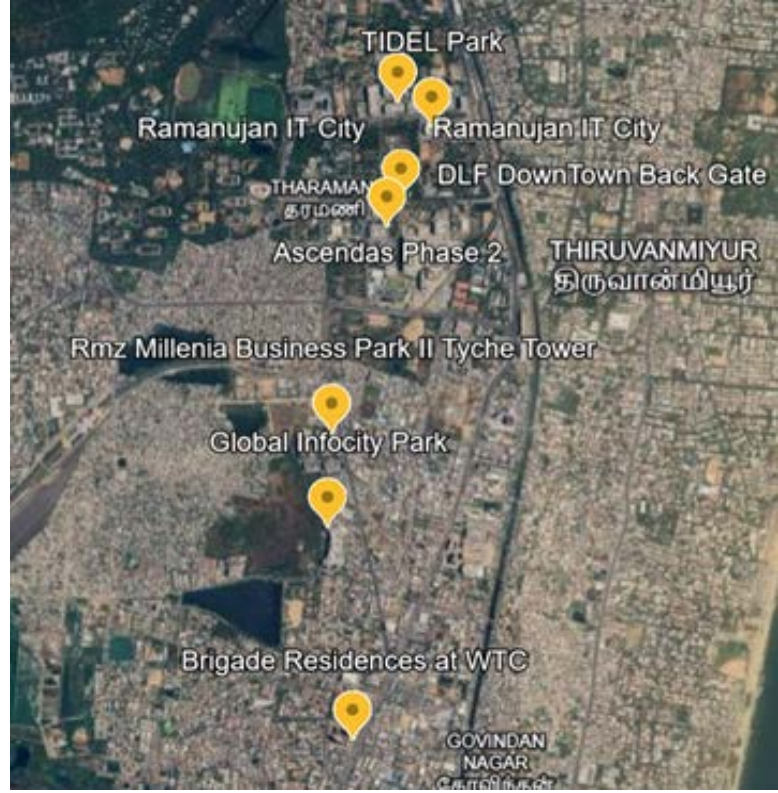 TIDEL Park
Ramanujan IT City
Ramanujan IT City
DLF DownTown Back Gate
THARAMAN
தரமணி
Ascendas Phase 2
THIRUVANMIYUR
திருவான்மியூர்
Rmz Millenia Business Park II Tyche Tower
Global Infocity Park
Brigade Residences at WTC
GOVINDAN
NAGAR